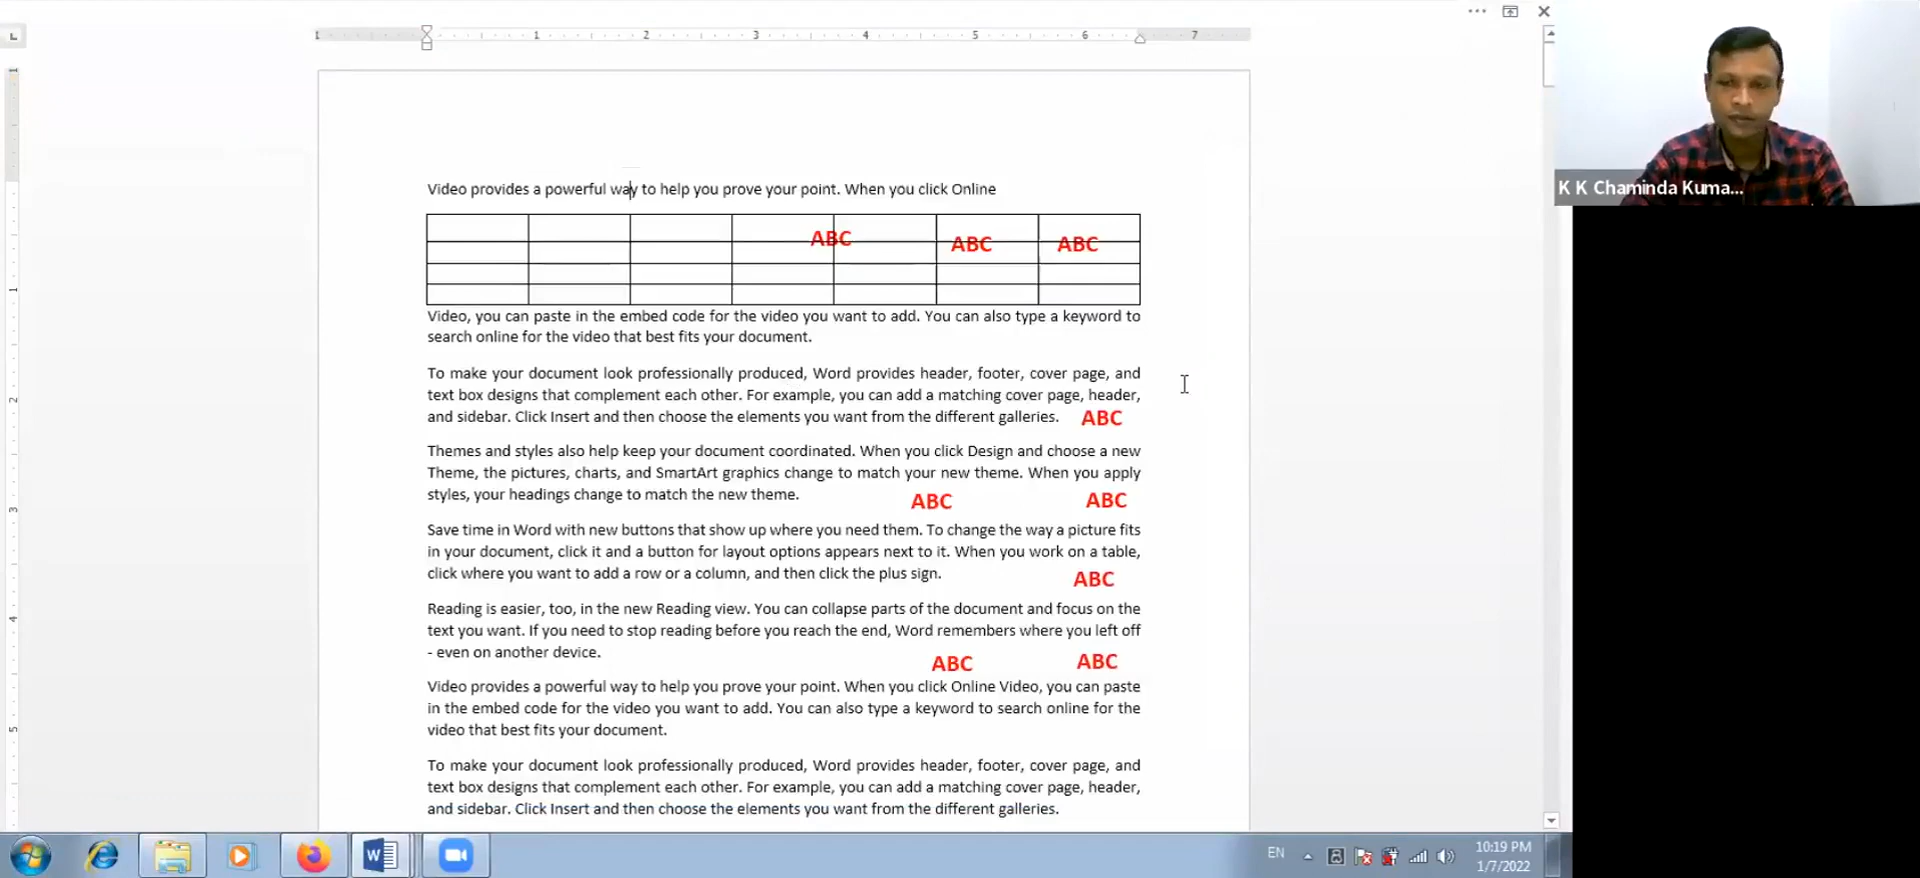 1 1 2 3 4 5 6 7
Video provides a powerful way to help you prove your point. When you click Online
ABC ABC ABC
Video, you can paste in the embed code for the video you want to add. You can also type a keyword to
search online for the video that best fits your document.
To make your document look professionally produced, Word provides header, footer, cover page, and
text box designs that complement each other. For example, you can add a matching cover page, header,
and sidebar. Click Insert and then choose the elements you want from the different galleries. ABC
Themes and styles also help keep your document coordinated. When you click Design and choose a new
Theme, the pictures, charts, and SmartArt graphics change to match your new theme. When you apply
styles, your headings change to match the new theme.
ABC ABC
Save time in Word with new buttons that show up where you need them. To change the way a picture fits
in your document, click it and a button for layout options appears next to it. When you work on a table,
click where you want to add a row or a column, and then click the plus sign.
ABC
Reading is easier, too, in the new Reading view. You can collapse parts of the document and focus on the
text you want. If you need to stop reading before you reach the end, Word remembers where you left off
- even on another device.
ABC ABC
Video provides a powerful way to help you prove your point. When you click Online Video, you can paste
in the embed code for the video you want to add. You can also type a keyword to search online for the
video that best fits your document.
To make your document look professionally produced, Word provides header, footer, cover page, and
text box designs that complement each other. For example, you can add a matching cover page, header,
and sidebar. Click Insert and then choose the elements you want from the different galleries.
1
1
2
3
4
5
K K Chaminda Kuma...
W
EN
10:19 PM
1/7/2022